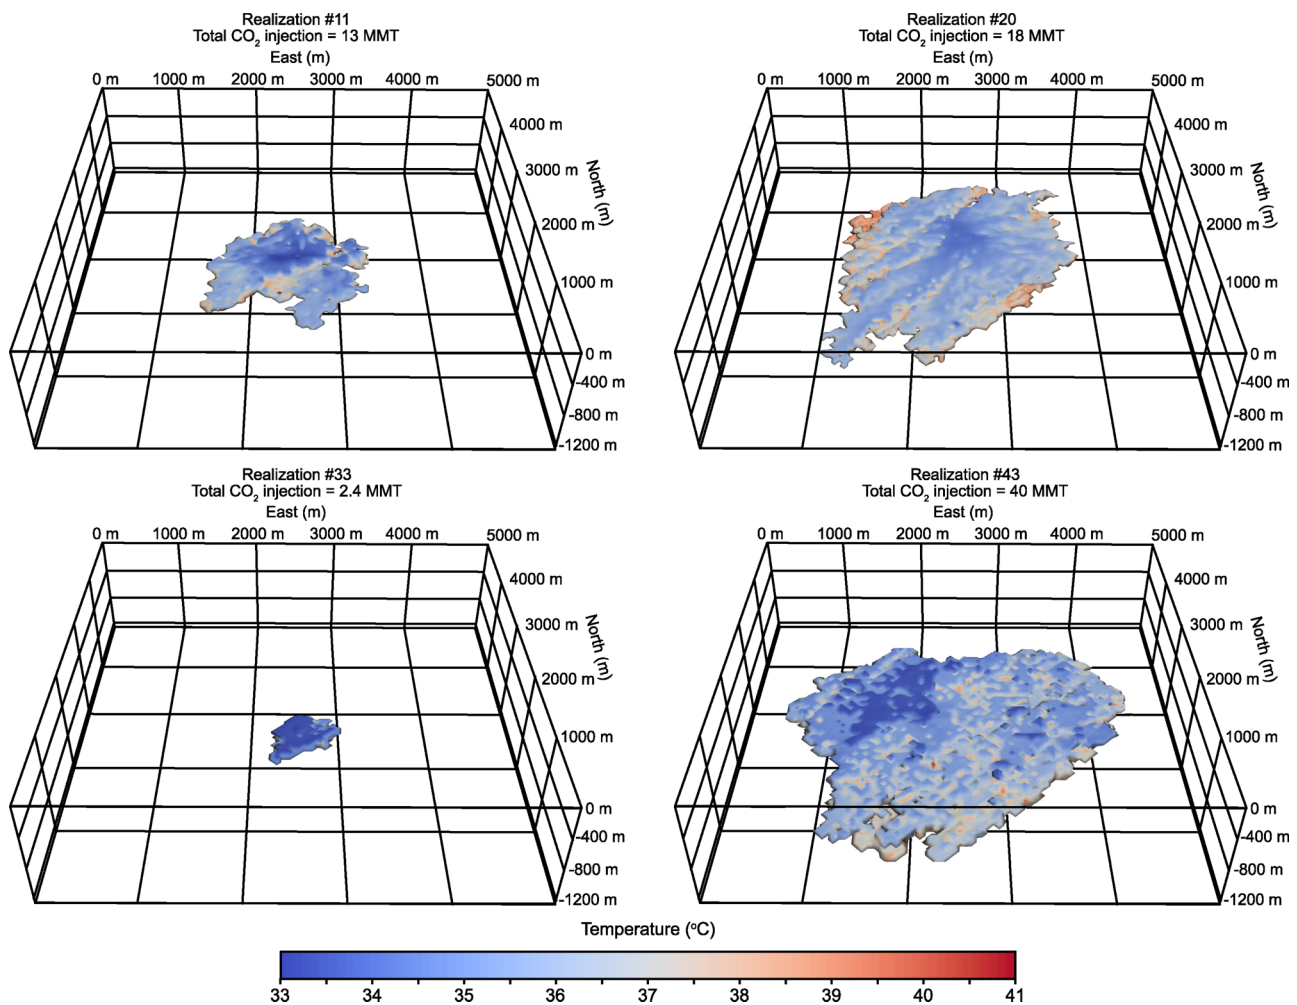 Realization #11
Total CO2 injection = 13 MMT
East (m)
0 m 1000 m 2000 m 3000 m 4000 m 5000 m
4000 m
3000 m
North (m)
2000 m
1000 m
0 m
-400 m
-800 m
-1200 m
Realization #20
Total CO2 injection = 18 MMT
East (m)
0 m 1000 m 2000 m 3000 m 4000 m 5000 m
4000 m
3000 m
North (m)
2000 m
1000 m
0 m
-400 m
-800 m
-1200 m
Realization #33
Total CO2 injection = 2.4 MMT
East (m)
0 m 1000 m 2000 m 3000 m 4000 m 5000 m
4000 m
3000 m
North (m)
2000 m
1000 m
0 m
-400 m
-800 m
-1200 m
Realization #43
Total CO2 injection = 40 MMT
East (m)
0 m 1000 m 2000 m 3000 m 4000 m 5000 m
4000 m
3000 m
North (m)
2000 m
1000 m
0 m
-400 m
-800 m
-1200 m
Temperature (°C)
33 34 35 36 37 38 39 40 41